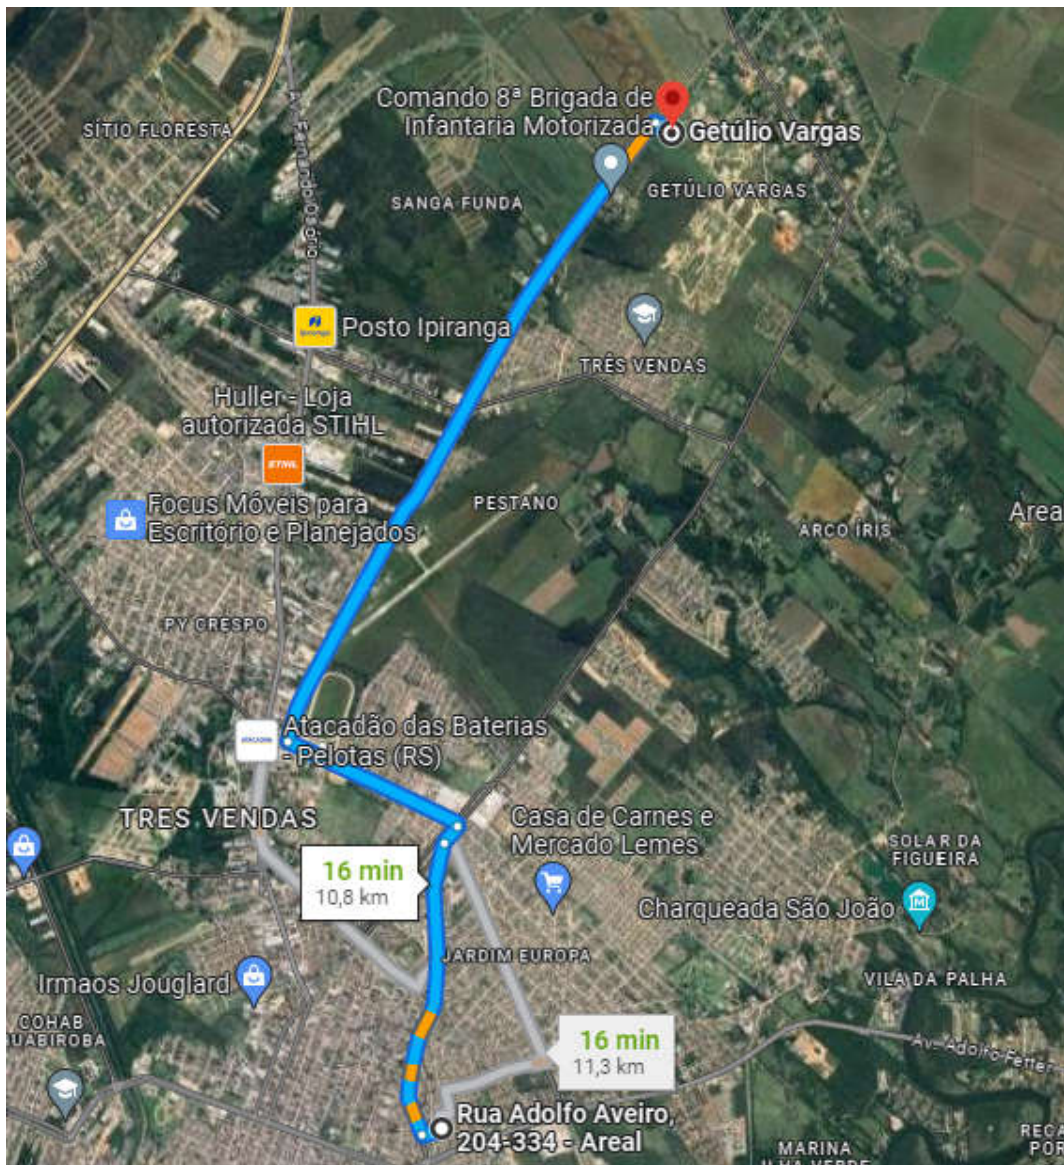 Comando 8ª Brigada de
Infantaria Motorizada
Getúlio Vargas
SÍTIO FLORESTA
GETÚLIO VARGAS
SANGA FUNDA
Posto Ipiranga
TRÊS VENDAS
Huller - Loja
autorizada STIHL
STIHL
Focus Móveis para
Escritório e Planejados
PESTANO
Área
ARCO ÍRIS
PY CRESPO
Atacadão das Baterias
- Pelotas (RS)
TRES VENDAS
Casa de Carnes e
Mercado Lemes
SOLAR DA
FIGUEIRA
16 min
10,8 km
Charqueada São João
JARDIM EUROPA
Irmaos Jouglard
VILA DA PALHA
COHAB
GUABIROBA
16 min
11,3 km
Av. Adolfo Fetter
Rua Adolfo Aveiro,
204-334 - Areal
MARINA
ILHA VERDE